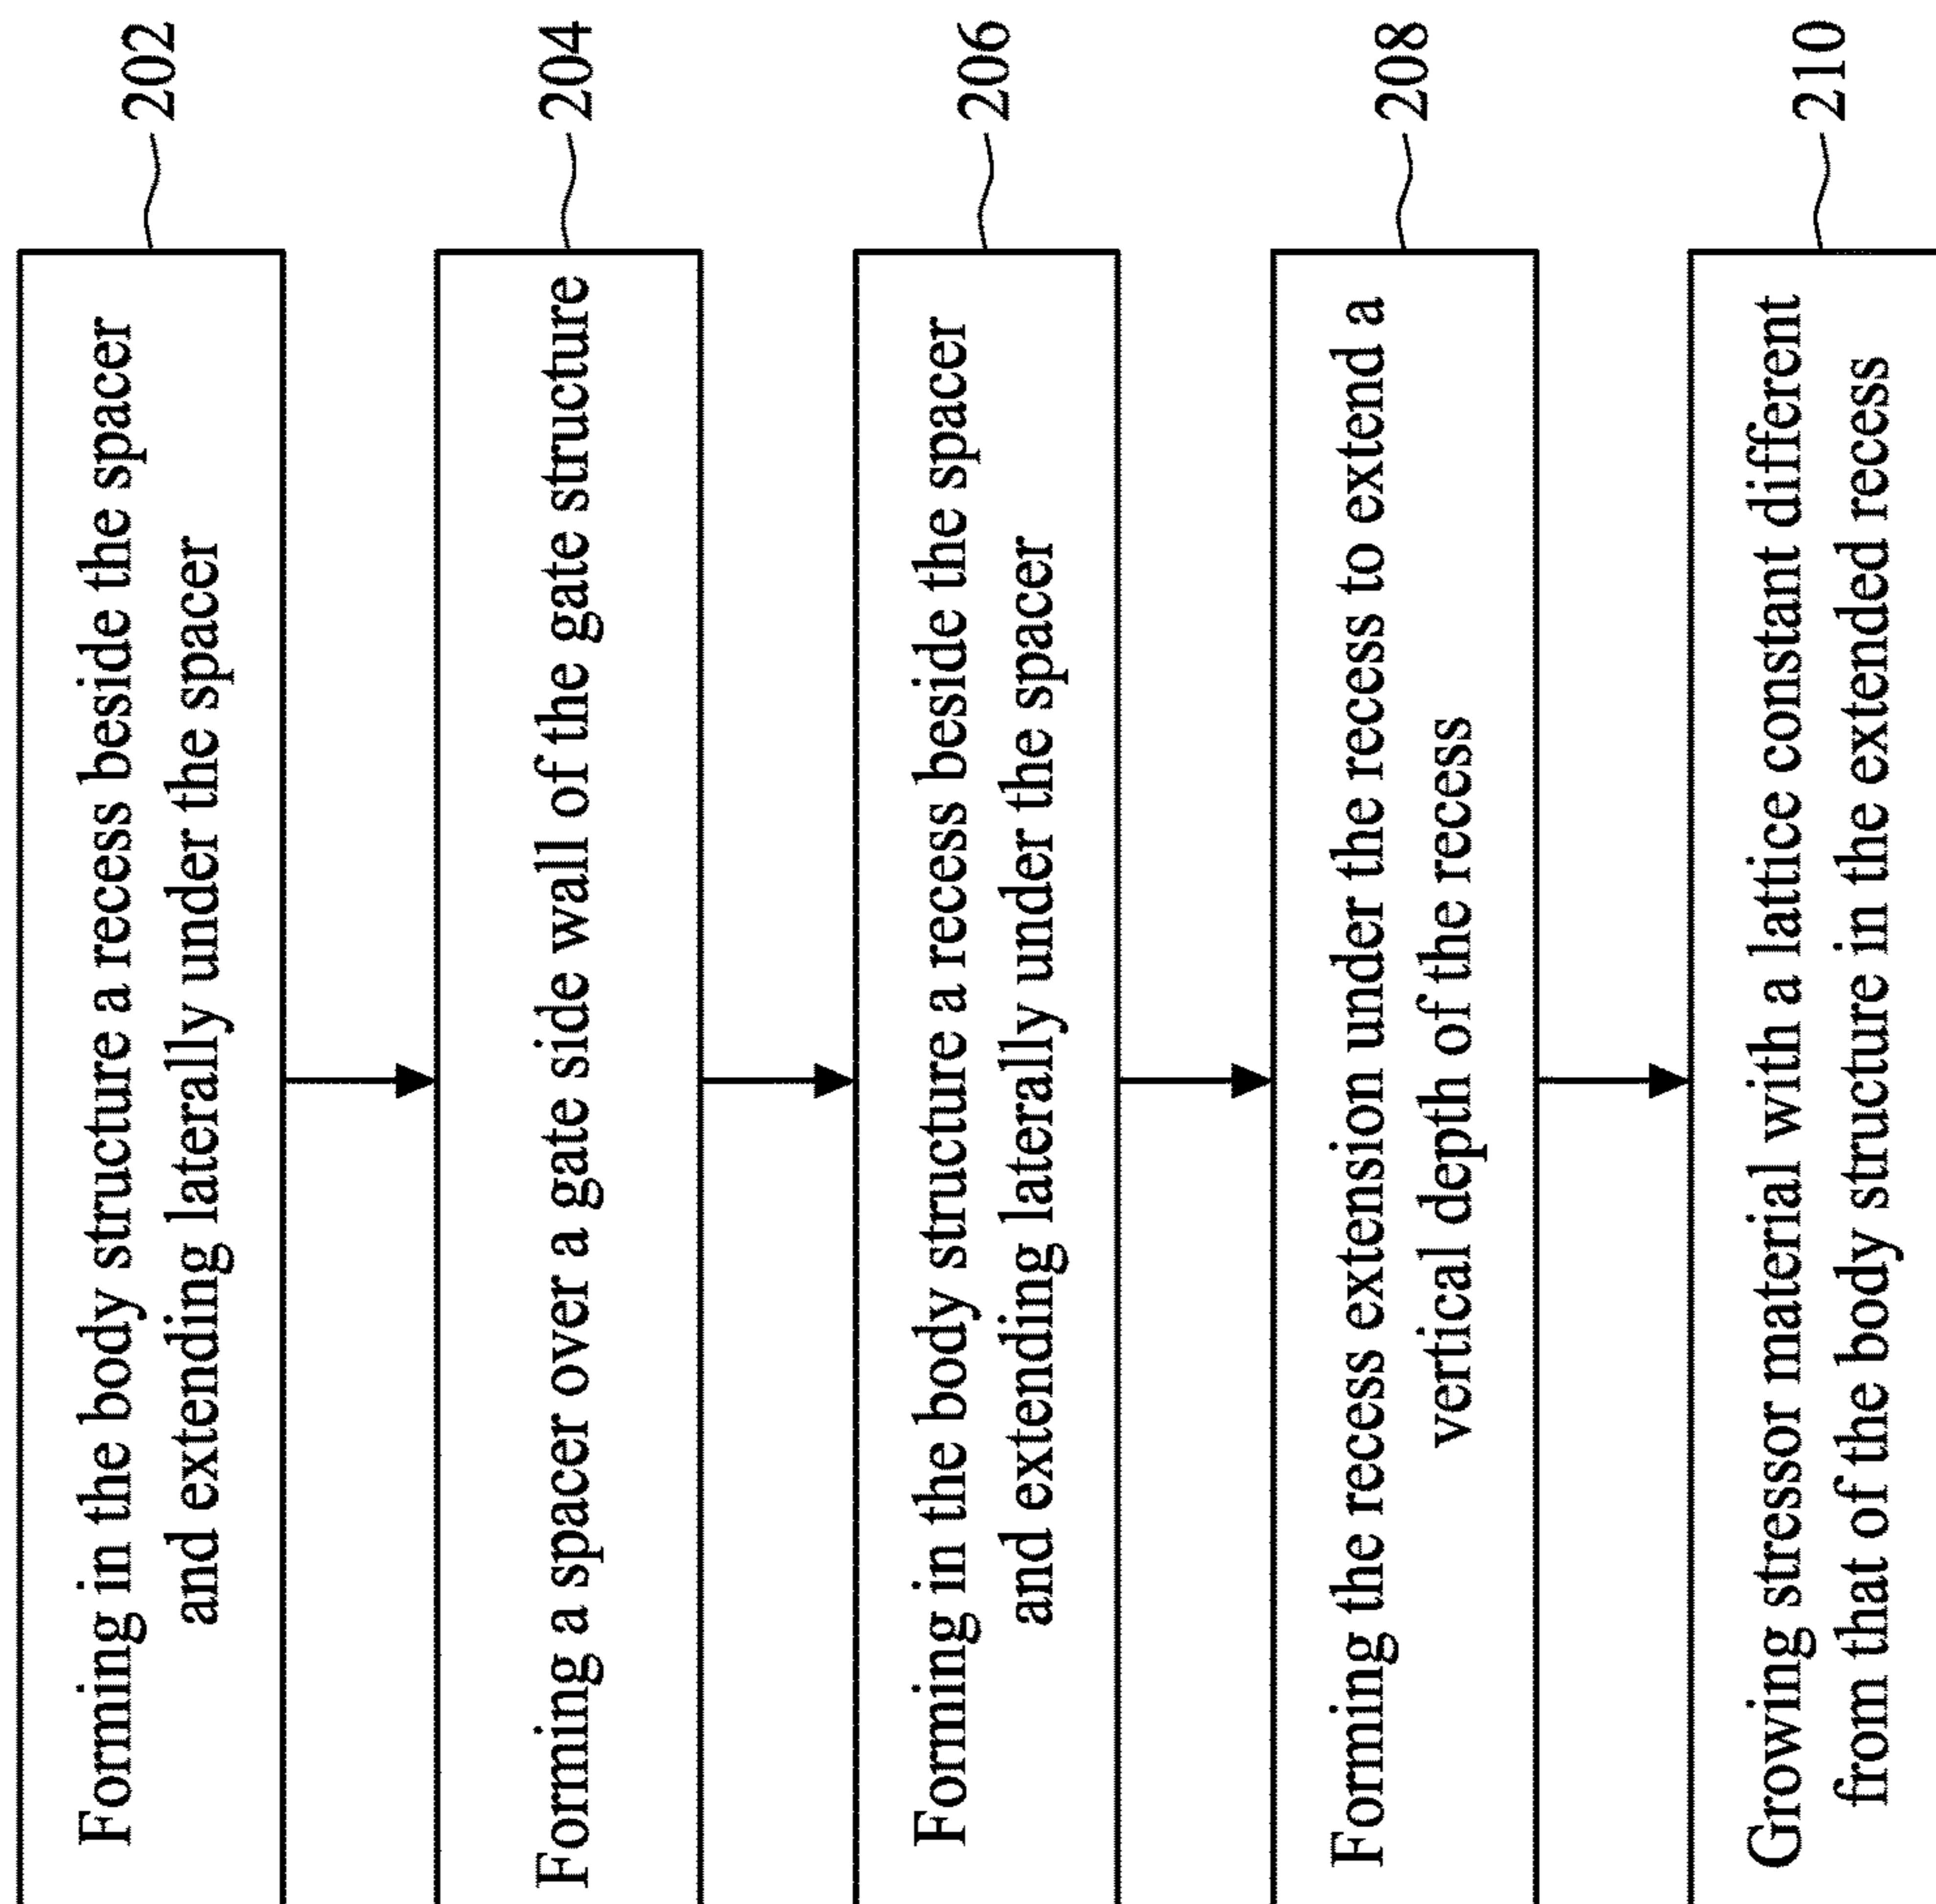 Forming in the body structure a recess beside the spacer
and extending laterally under the spacer
202
Forming a spacer over a gate side wall of the gate structure
204
Forming in the body structure a recess beside the spacer
and extending laterally under the spacer
206
Forming the recess extension under the recess to extend a
vertical depth of the recess
208
Growing stressor material with a lattice constant different
from that of the body structure in the extended recess
210